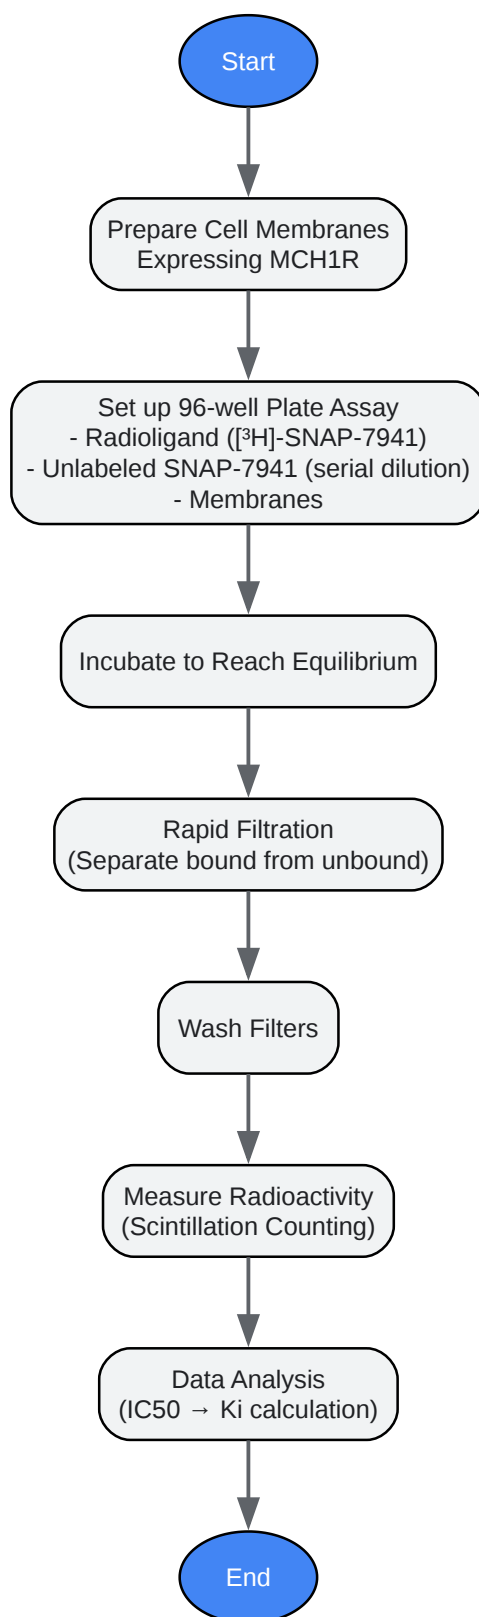 Start
Prepare Cell Membranes
Expressing MCH1R
Set up 96-well Plate Assay
- Radioligand ([³H]-SNAP-7941)
- Unlabeled SNAP-7941 (serial dilution)
- Membranes
Incubate to Reach Equilibrium
Rapid Filtration
(Separate bound from unbound)
Wash Filters
Measure Radioactivity
(Scintillation Counting)
Data Analysis
(IC50 → Ki calculation)
End